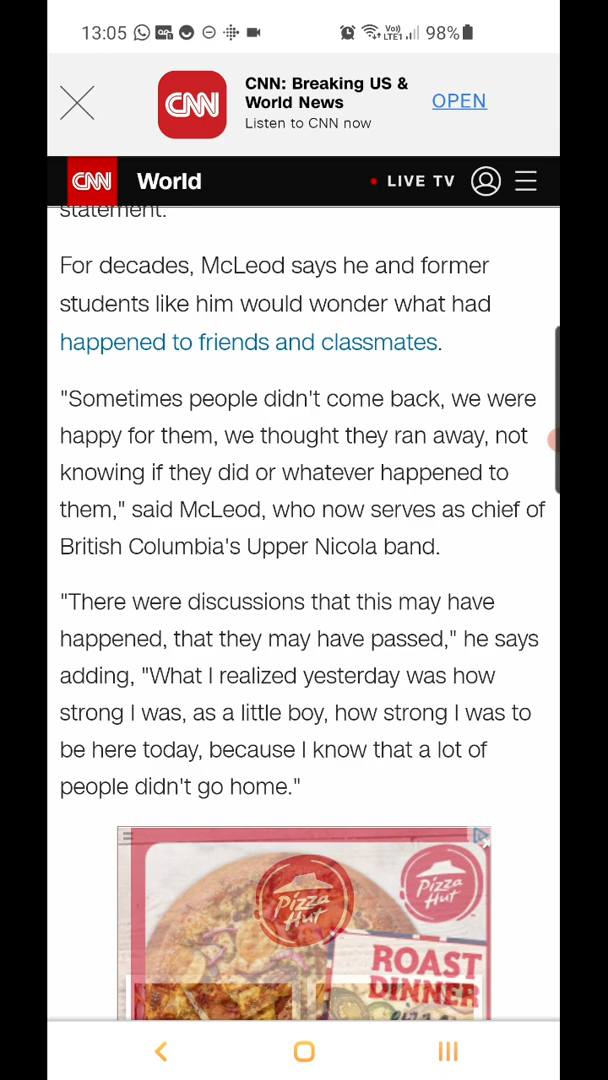 13:05 98%
CNN: Breaking US &
World News
Listen to CNN now
OPEN
CNN
CNN World LIVE TV
statement.
For decades, McLeod says he and former
students like him would wonder what had
happened to friends and classmates.
"Sometimes people didn't come back, we were
happy for them, we thought they ran away, not
knowing if they did or whatever happened to
them," said McLeod, who now serves as chief of
British Columbia's Upper Nicola band.
"There were discussions that this may have
happened, that they may have passed," he says
adding, "What I realized yesterday was how
strong I was, as a little boy, how strong I was to
be here today, because I know that a lot of
people didn't go home."
Pizza
Hut
Pizza
Hut
ROAST
DINNER